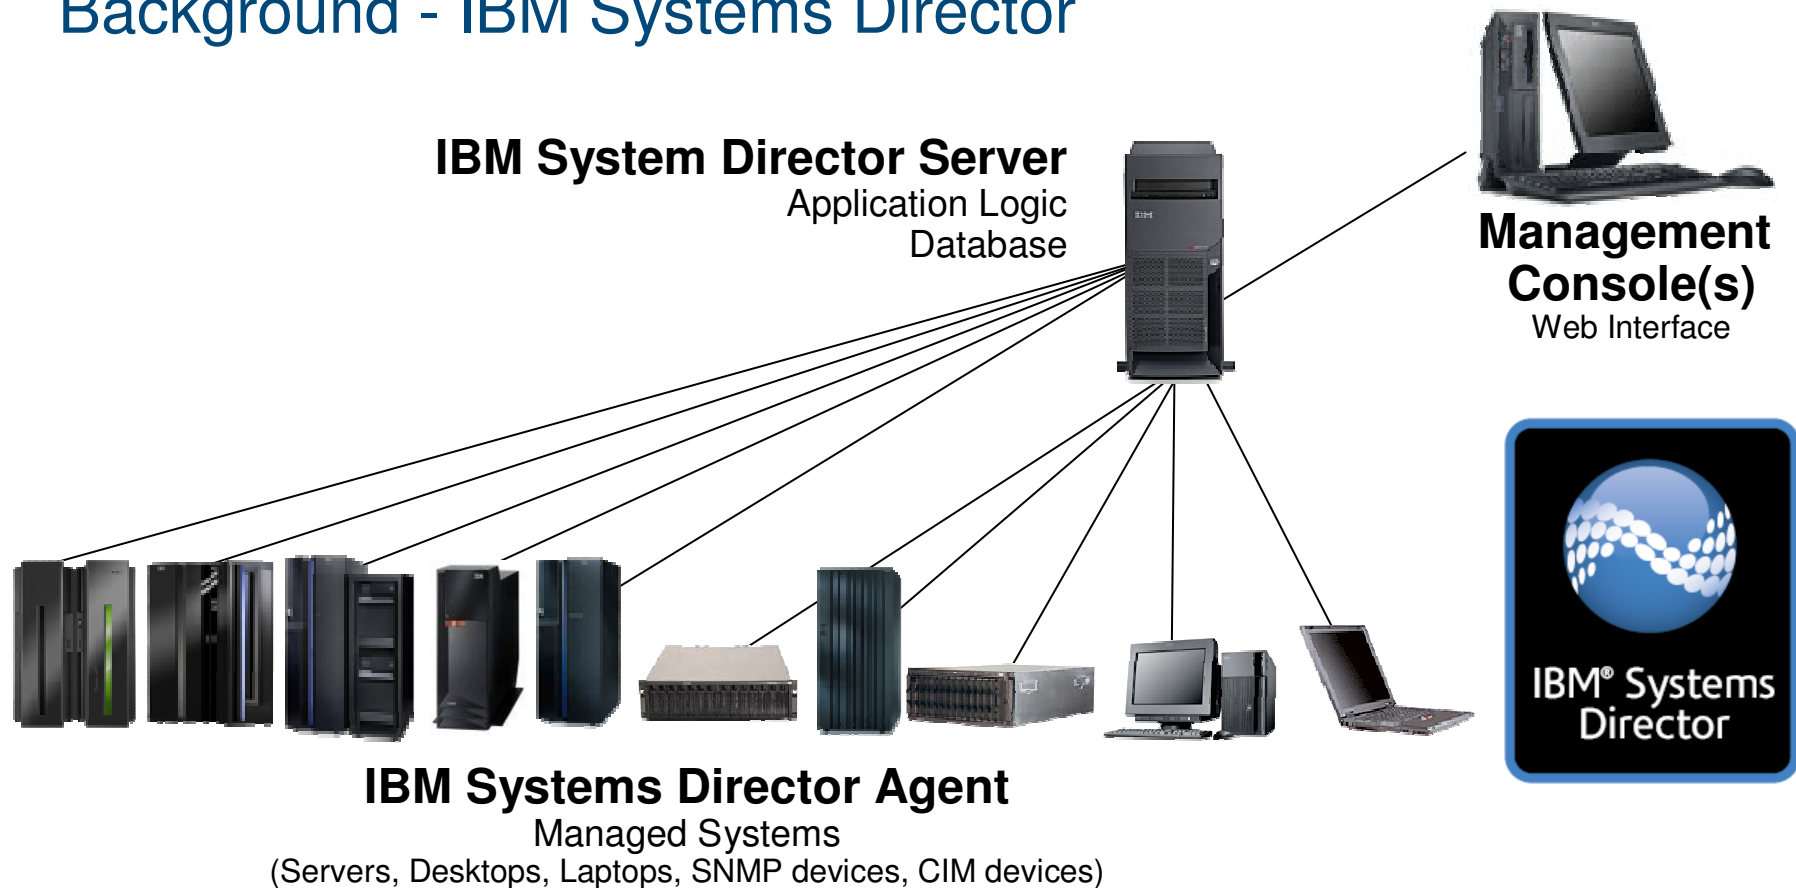 Background - IBM Systems Director
IBM System Director Server
Application Logic
Database
Management
Console(s)
Web Interface
IBM® Systems
Director
IBM Systems Director Agent
Managed Systems
(Servers, Desktops, Laptops, SNMP devices, CIM devices)